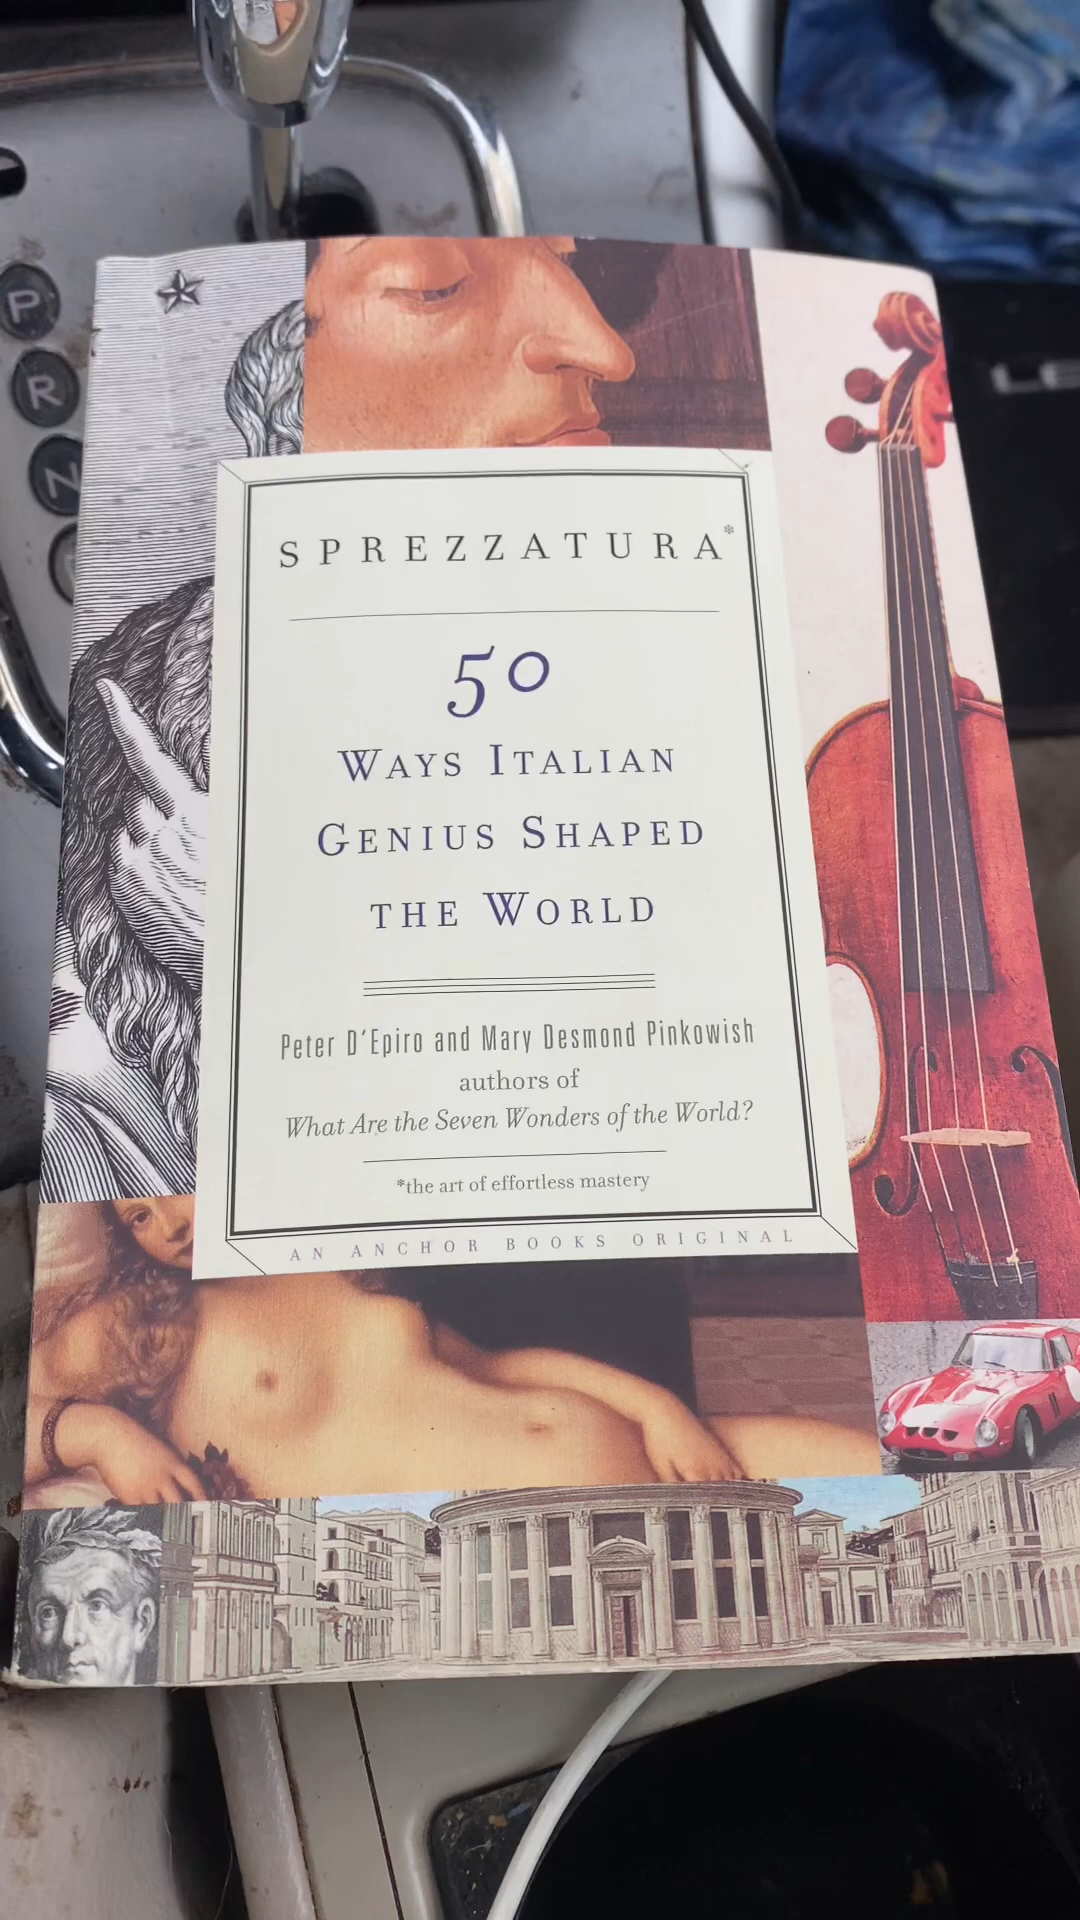 P
R
N
LE
SPREZZATURA*
50
WAYS ITALIAN
GENIUS SHAPED
THE WORLD
Peter D'Epiro and Mary Desmond Pinkowish
authors of
What Are the Seven Wonders of the World?
*the art of effortless mastery
AN ANCHOR BOOKS ORIGINAL